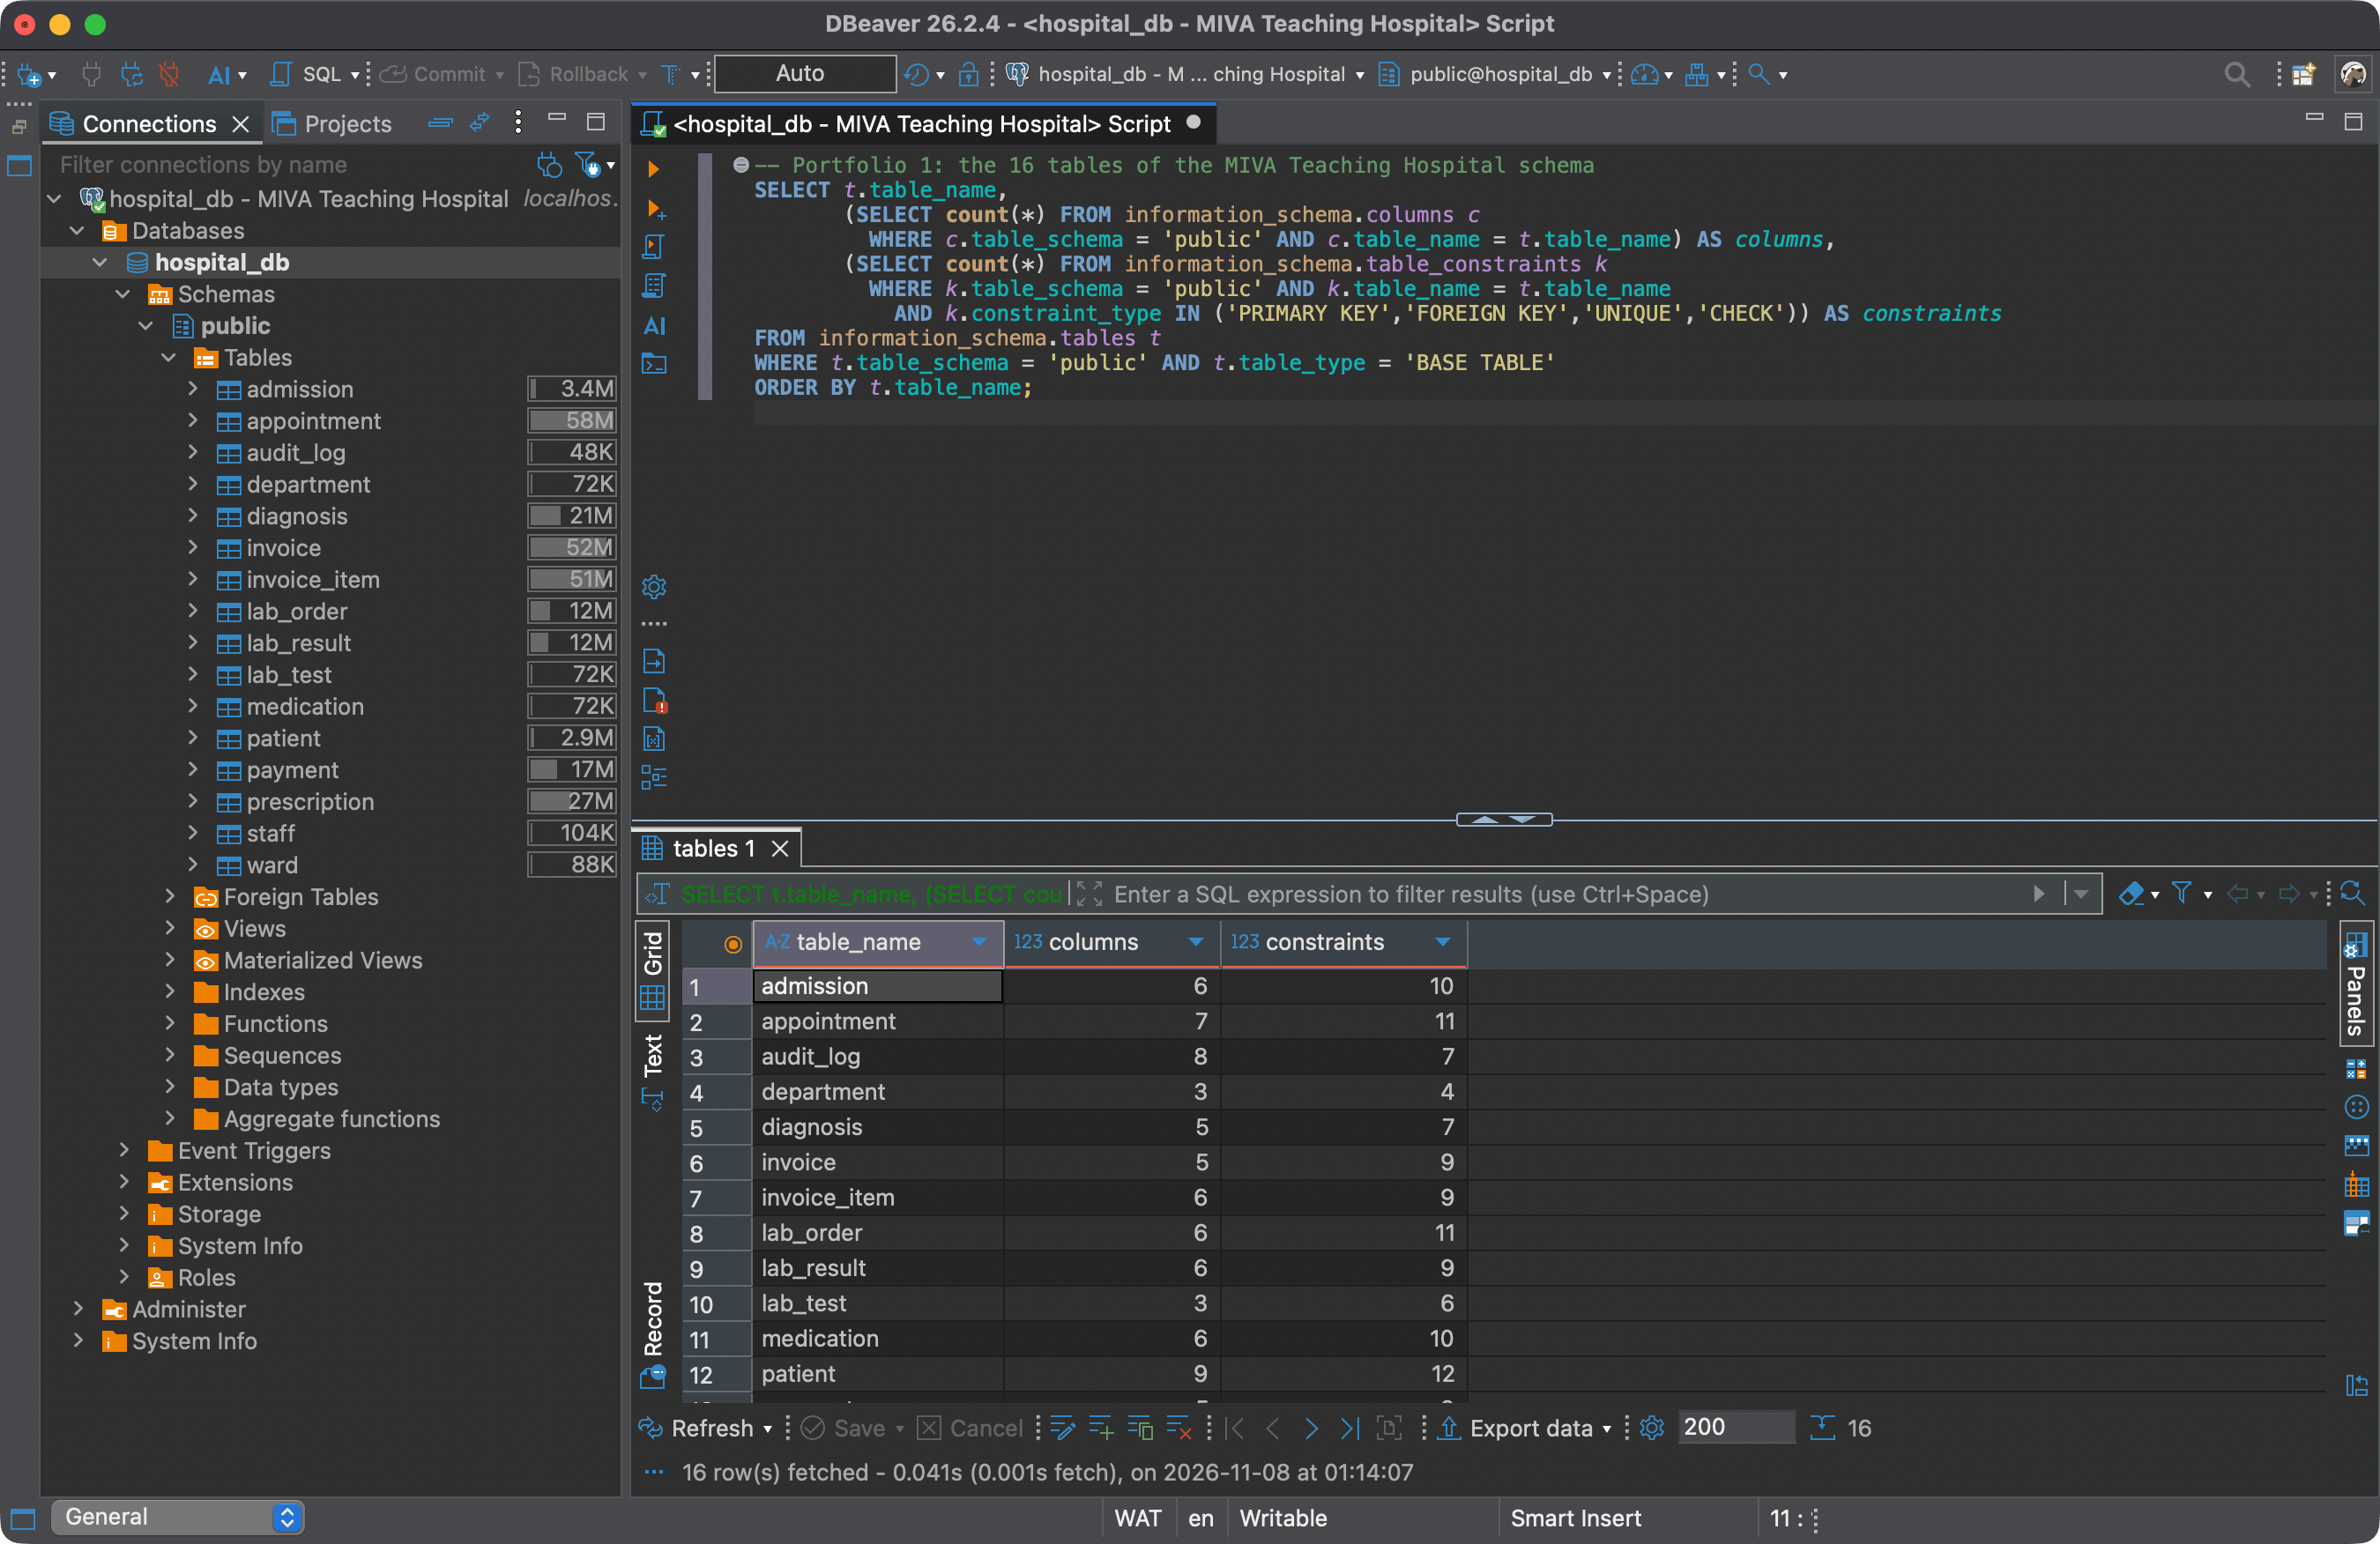 DBeaver 26.2.4 - <hospital_db - MIVA Teaching Hospital> Script
AI
SQL
Commit
Rollback
Auto
hospital_db - M ... ching Hospital
public@hospital_db
Connections
Projects
<hospital_db - MIVA Teaching Hospital> Script
Filter connections by name
hospital_db - MIVA Teaching Hospital localhos.
Databases
hospital_db
Schemas
public
Tables
admission 3.4M
appointment 58M
audit_log 48K
department 72K
diagnosis 21M
invoice 52M
invoice_item 51M
lab_order 12M
lab_result 12M
lab_test 72K
medication 72K
patient 2.9M
payment 17M
prescription 27M
staff 104K
ward 88K
Foreign Tables
Views
Materialized Views
Indexes
Functions
Sequences
Data types
Aggregate functions
Event Triggers
Extensions
Storage
System Info
Roles
Administer
System Info
-- Portfolio 1: the 16 tables of the MIVA Teaching Hospital schema
SELECT t.table_name,
(SELECT count(*) FROM information_schema.columns c
WHERE c.table_schema = 'public' AND c.table_name = t.table_name) AS columns,
(SELECT count(*) FROM information_schema.table_constraints k
WHERE k.table_schema = 'public' AND k.table_name = t.table_name
AND k.constraint_type IN ('PRIMARY KEY','FOREIGN KEY','UNIQUE','CHECK')) AS constraints
FROM information_schema.tables t
WHERE t.table_schema = 'public' AND t.table_type = 'BASE TABLE'
ORDER BY t.table_name;
AI
tables 1
SELECT t.table_name, (SELECT cou
Enter a SQL expression to filter results (use Ctrl+Space)
Grid
Text
Record
Panels
A-Z table_name 123 columns 123 constraints
1 admission 6 10
2 appointment 7 11
3 audit_log 8 7
4 department 3 4
5 diagnosis 5 7
6 invoice 5 9
7 invoice_item 6 9
8 lab_order 6 11
9 lab_result 6 9
10 lab_test 3 6
11 medication 6 10
12 patient 9 12
Refresh
Save
Cancel
Export data
200
16
16 row(s) fetched - 0.041s (0.001s fetch), on 2026-11-08 at 01:14:07
General
WAT
en
Writable
Smart Insert
11 :